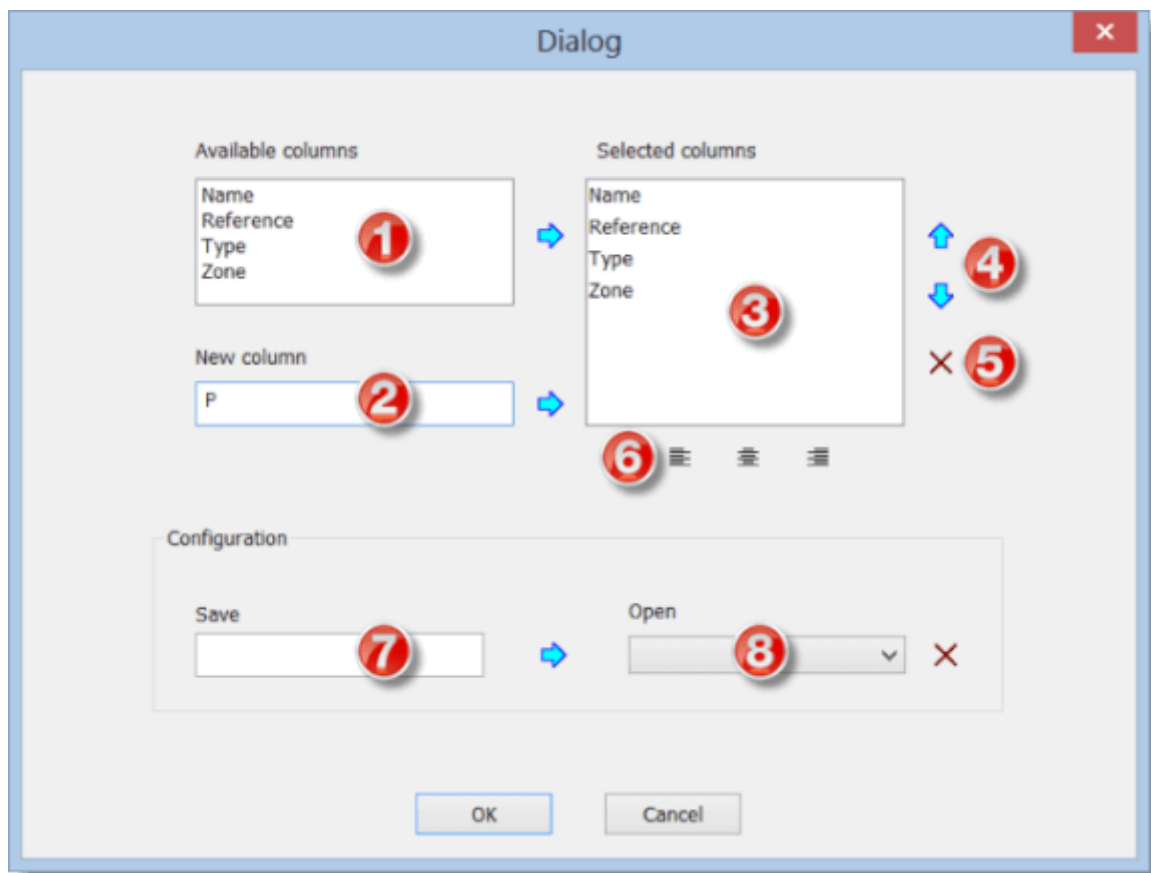 Dialog
Available columns
Selected columns
Name
Reference
Type
Zone
1
Name
Reference
Type
Zone
3
4
5
New column
P
2
6
Configuration
Save
7
Open
8
OK
Cancel